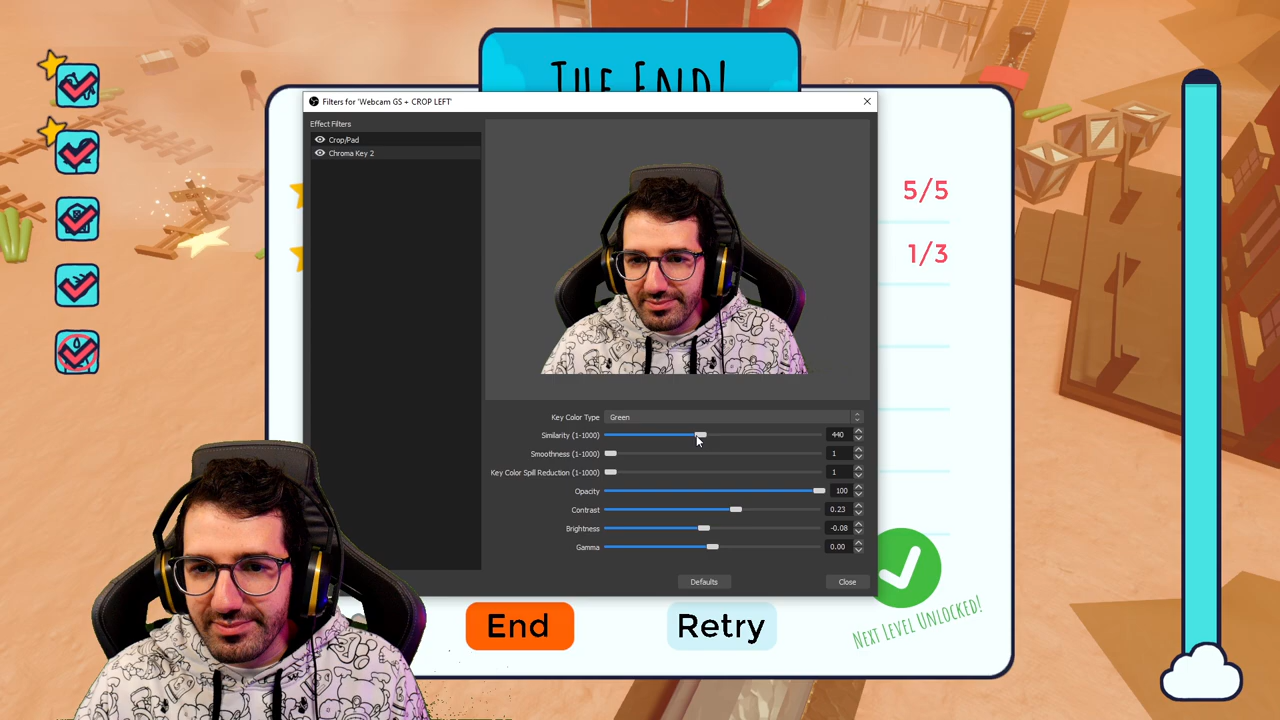 THE END!
Filters for 'Webcam GS + CROP LEFT'
Effect Filters
Crop/Pad
Chroma Key 2
5/5
1/3
Key Color Type Green
Similarity (1-1000) 440
Smoothness (1-1000) 1
Key Color Spill Reduction (1-1000) 1
Opacity 100
Contrast 0.23
Brightness -0.08
Gamma 0.00
Defaults Close
End Retry
NEXT LEVEL UNLOCKED!